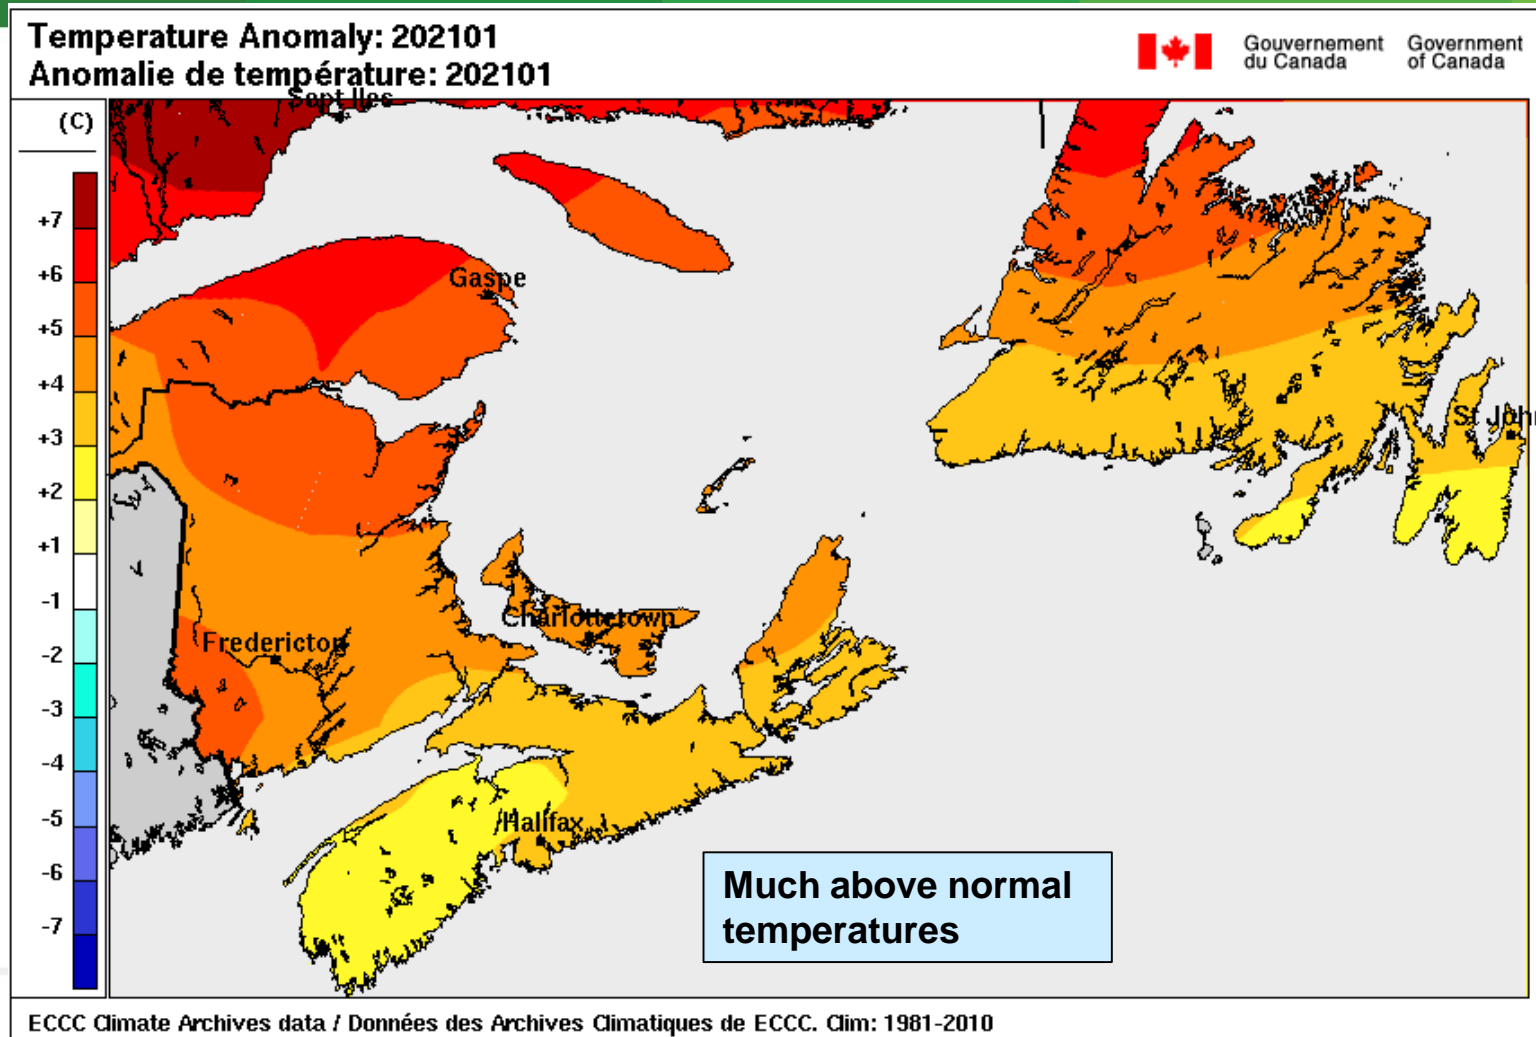 Temperature Anomaly: 202101
Anomalie de température: 202101
Gouvernement du Canada
Government of Canada
(C)
+7
+6
+5
+4
+3
+2
+1
-1
-2
-3
-4
-5
-6
-7
Sept Iles
Gaspe
St John
Charlottetown
Fredericton
Halifax
Much above normal
temperatures
ECCC Climate Archives data / Données des Archives Climatiques de ECCC. Clim: 1981-2010